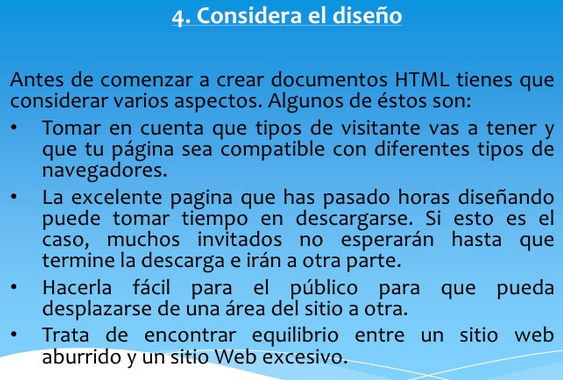 4. Considera el diseño
Antes de comenzar a crear documentos HTML tienes que
considerar varios aspectos. Algunos de éstos son:
• Tomar en cuenta que tipos de visitante vas a tener y
que tu página sea compatible con diferentes tipos de
navegadores.
• La excelente pagina que has pasado horas diseñando
puede tomar tiempo en descargarse. Si esto es el
caso, muchos invitados no esperarán hasta que
termine la descarga e irán a otra parte.
• Hacerla fácil para el público para que pueda
desplazarse de una área del sitio a otra.
• Trata de encontrar equilibrio entre un sitio web
aburrido y un sitio Web excesivo.